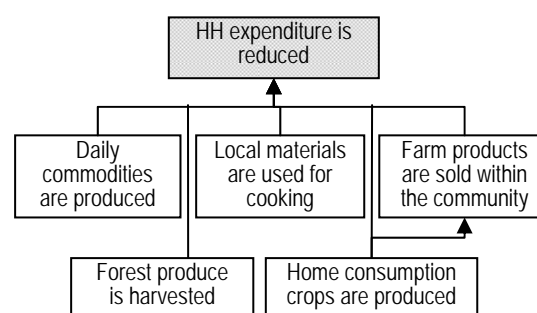 HH expenditure is
reduced
Daily
commodities
are produced
Local materials
are used for
cooking
Farm products
are sold within
the community
Forest produce
is harvested
Home consumption
crops are produced